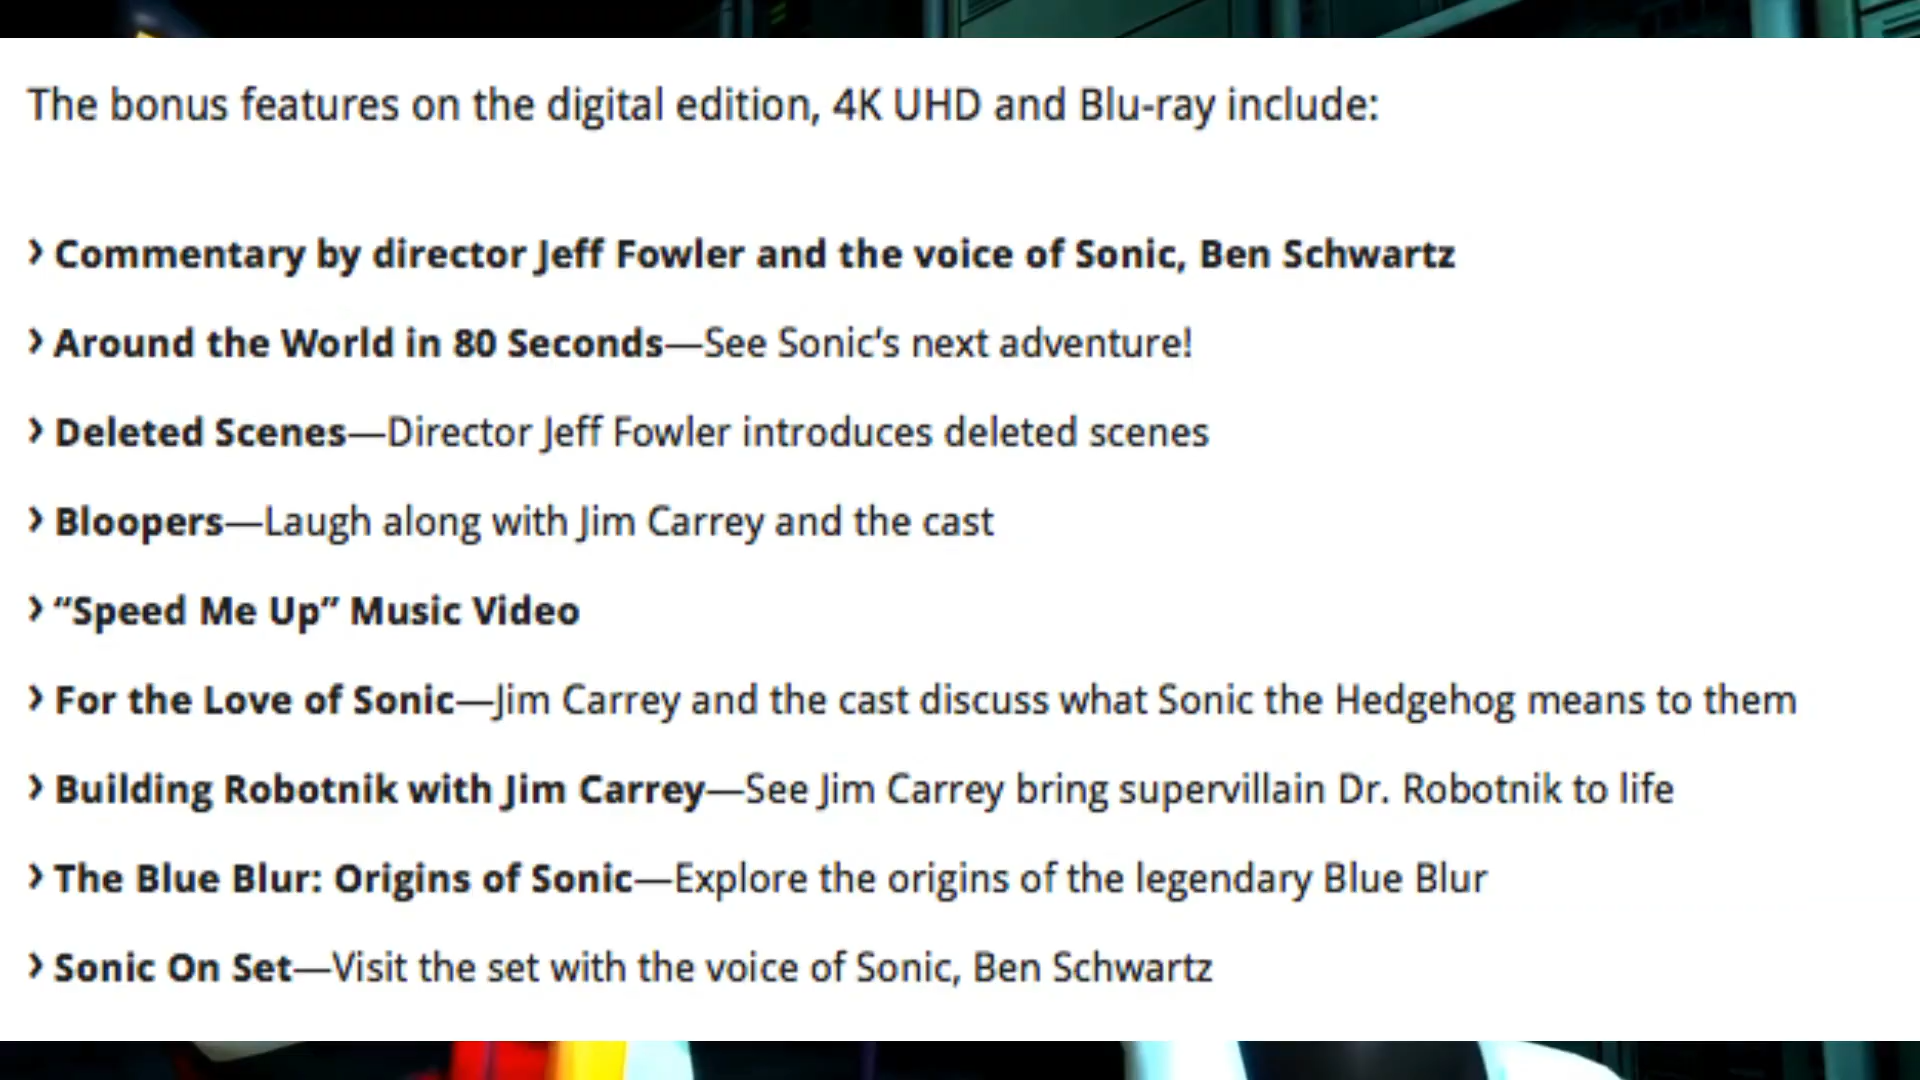 The bonus features on the digital edition, 4K UHD and Blu-ray include:
› Commentary by director Jeff Fowler and the voice of Sonic, Ben Schwartz
› Around the World in 80 Seconds—See Sonic's next adventure!
› Deleted Scenes—Director Jeff Fowler introduces deleted scenes
› Bloopers—Laugh along with Jim Carrey and the cast
› “Speed Me Up” Music Video
› For the Love of Sonic—Jim Carrey and the cast discuss what Sonic the Hedgehog means to them
› Building Robotnik with Jim Carrey—See Jim Carrey bring supervillain Dr. Robotnik to life
› The Blue Blur: Origins of Sonic—Explore the origins of the legendary Blue Blur
› Sonic On Set—Visit the set with the voice of Sonic, Ben Schwartz